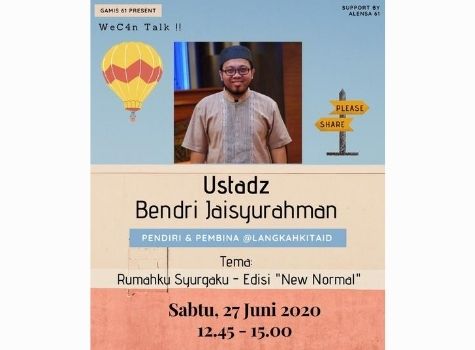 GAMIS 61 PRESENT
SUPPORT BY
ALENSA 61
WeC4n Talk !!
PLEASE
SHARE
Ustadz
Bendri Jaisyurahman
PENDIRI & PEMBINA @LANGKAHKITAID
Tema:
Rumahku Syurgaku - Edisi "New Normal"
Sabtu, 27 Juni 2020
12.45 - 15.00